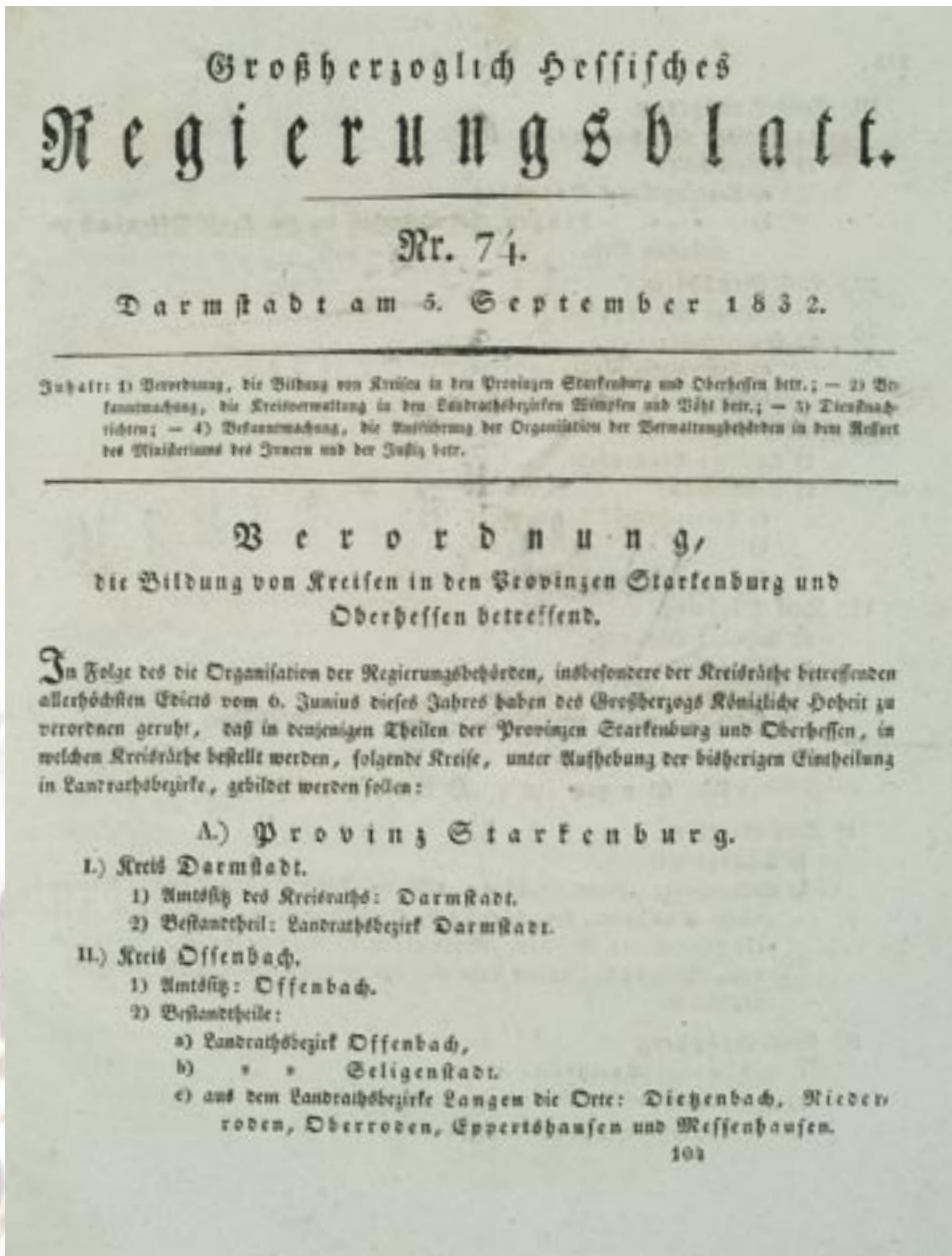 Großherzoglich Hessisches
Regierungsblatt.
Nr. 74.
Darmstadt am 5. September 1832.
Inhalt: 1) Verordnung, die Bildung von Kreisen in den Provinzen Starkenburg und Oberhessen betr.; — 2) Be-
kanntmachung, die Kreisverwaltung in den Landrathsbezirken Wimpfen und Vöhl betr.; — 3) Dienstnach-
richten; — 4) Bekanntmachung, die Ausführung der Organisation der Verwaltungsbehörden in dem Ressort
des Ministeriums des Innern und der Justiz betr.
Verordnung,
die Bildung von Kreisen in den Provinzen Starkenburg und
Oberhessen betreffend.
In Folge des die Organisation der Regierungsbehörden, insbesondere der Kreisräthe betreffenden
allerhöchsten Edicts vom 6. Junius dieses Jahres haben des Großherzogs Königliche Hoheit zu
verordnen geruht, daß in denjenigen Theilen der Provinzen Starkenburg und Oberhessen, in
welchen Kreisräthe bestellt werden, folgende Kreise, unter Aufhebung der bisherigen Eintheilung
in Landrathsbezirke, gebildet werden sollen:
A.) Provinz Starkenburg.
I.) Kreis Darmstadt.
1) Amtssitz des Kreisraths: Darmstadt.
2) Bestandtheil: Landrathsbezirk Darmstadt.
II.) Kreis Offenbach.
1) Amtssitz: Offenbach.
2) Bestandtheile:
a) Landrathsbezirk Offenbach,
b) " " Seligenstadt.
c) aus dem Landrathsbezirke Langen die Orte: Dietzenbach, Nieder-
roden, Oberroden, Eppertshausen und Messenhausen.
104